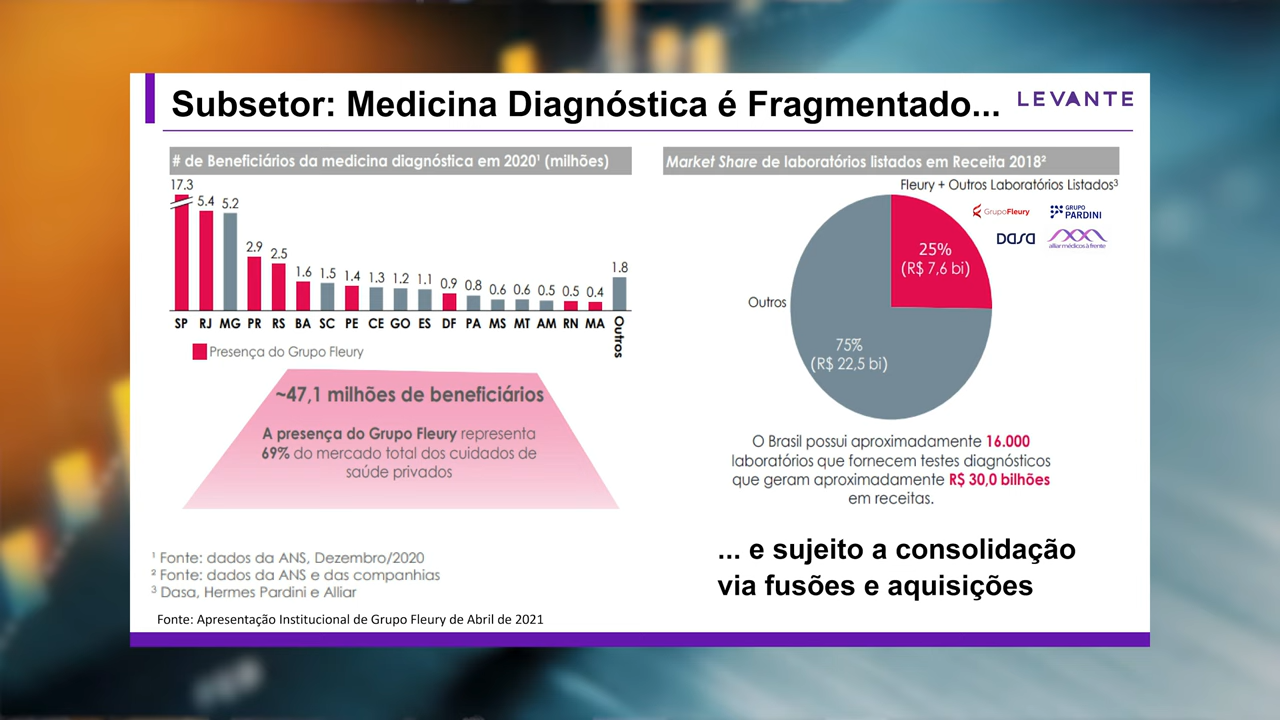 Subsetor: Medicina Diagnóstica é Fragmentado...
LEVANTE
# de Beneficiários da medicina diagnóstica em 2020¹ (milhões)
17.3
5.4
5.2
2.9
2.5
1.6
1.5
1.4
1.3
1.2
1.1
0.9
0.8
0.6
0.6
0.5
0.5
0.4
1.8
SP RJ MG PR RS BA SC PE CE GO ES DF PA MS MT AM RN MA Outros
Presença do Grupo Fleury
~47,1 milhões de beneficiários
A presença do Grupo Fleury representa
69% do mercado total dos cuidados de
saúde privados
¹ Fonte: dados da ANS, Dezembro/2020
² Fonte: dados da ANS e das companhias
³ Dasa, Hermes Pardini e Alliar
Fonte: Apresentação Institucional de Grupo Fleury de Abril de 2021
Market Share de laboratórios listados em Receita 2018²
Fleury + Outros Laboratórios Listados³
GrupoFleury
GRUPO
PARDINI
DASA
alliar médicos à frente
25%
(R$ 7,6 bi)
Outros
75%
(R$ 22,5 bi)
O Brasil possui aproximadamente 16.000
laboratórios que fornecem testes diagnósticos
que geram aproximadamente R$ 30,0 bilhões
em receitas.
... e sujeito a consolidação
via fusões e aquisições